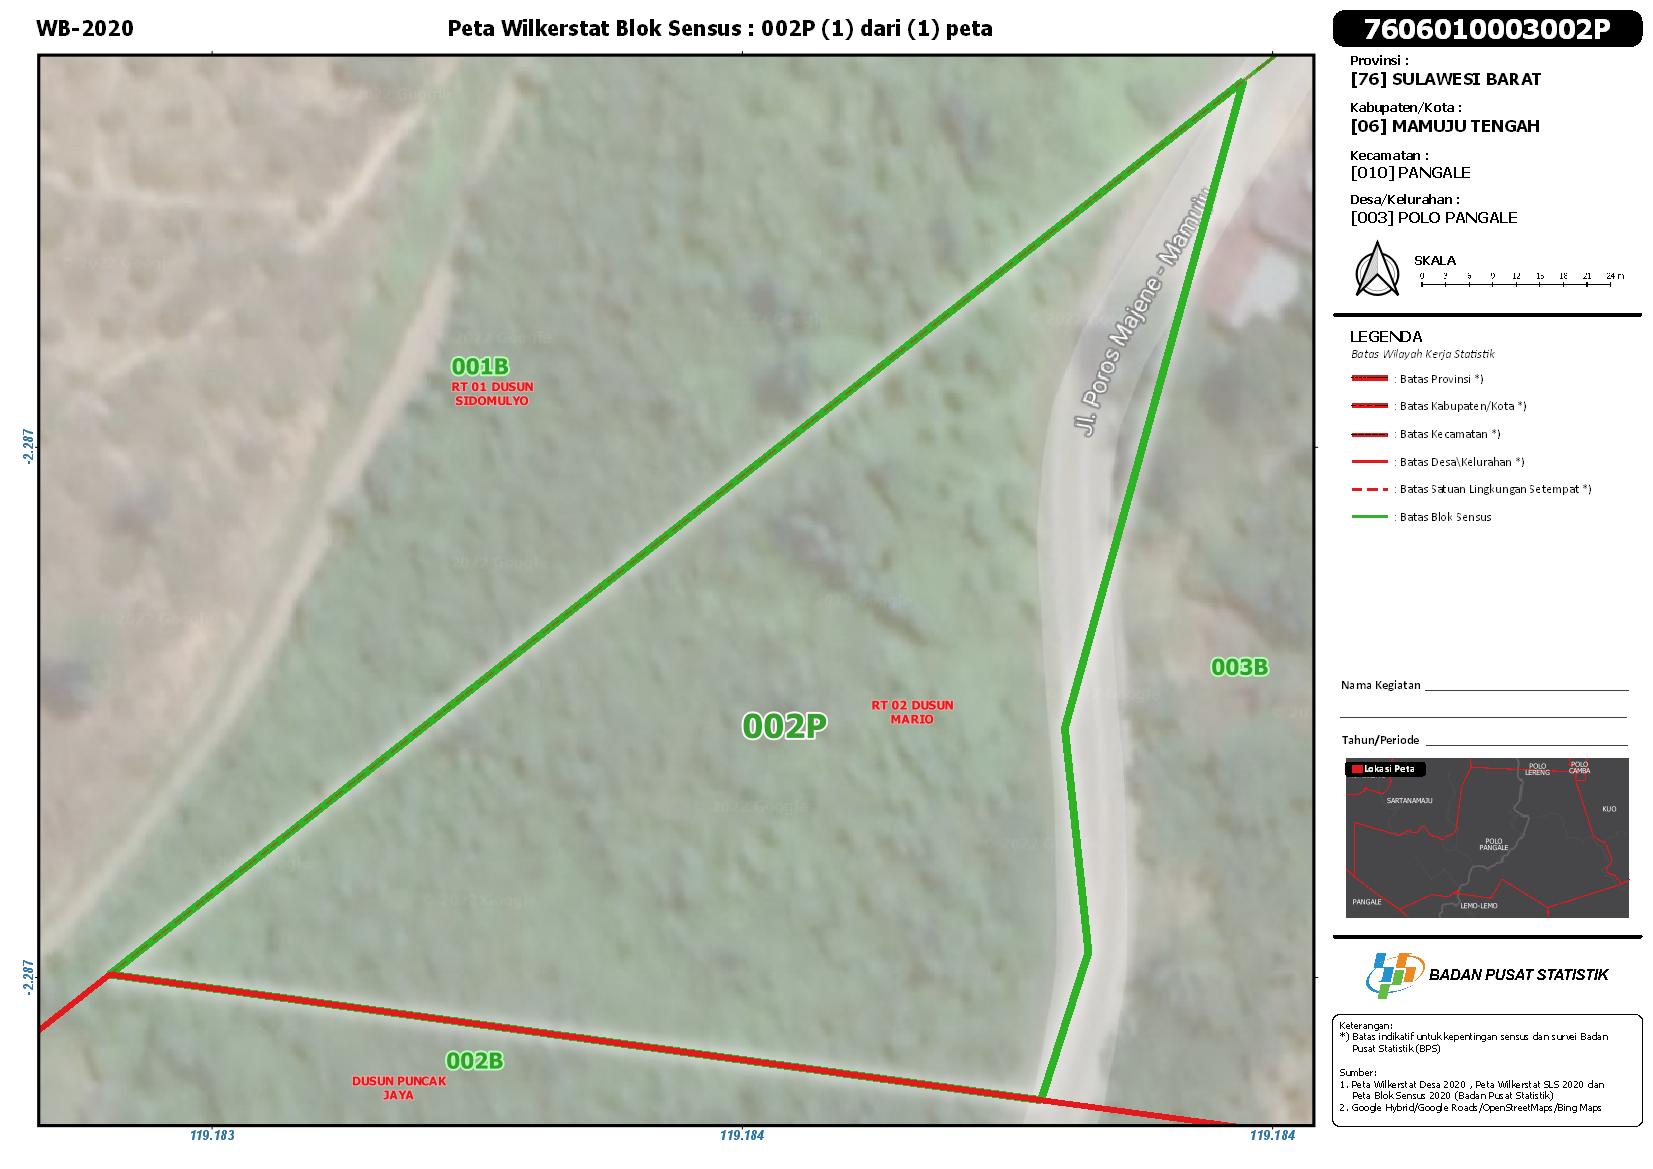 WB-2020
Peta Wilkerstat Blok Sensus : 002P (1) dari (1) peta
7606010003002P
Provinsi :
[76] SULAWESI BARAT
Kabupaten/Kota :
[06] MAMUJU TENGAH
Kecamatan :
[010] PANGALE
Desa/Kelurahan :
[003] POLO PANGALE
SKALA
0 3 6 9 12 15 18 21 24 m
LEGENDA
Batas Wilayah Kerja Statistik
: Batas Provinsi *)
: Batas Kabupaten/Kota *)
: Batas Kecamatan *)
: Batas Desa\Kelurahan *)
: Batas Satuan Lingkungan Setempat *)
: Batas Blok Sensus
Nama Kegiatan
Tahun/Periode
Lokasi Peta
POLO
LERENG
POLO
CAMBA
SARTANAMAJU
KUO
POLO
PANGALE
PANGALE
LEMO-LEMO
BADAN PUSAT STATISTIK
Keterangan:
*) Batas indikatif untuk kepentingan sensus dan survei Badan
Pusat Statistik (BPS)
Sumber:
1. Peta Wilkerstat Desa 2020 , Peta Wilkerstat SLS 2020 dan
Peta Blok Sensus 2020 (Badan Pusat Statistik)
2. Google Hybrid/Google Roads/OpenStreetMaps/Bing Maps
001B
RT 01 DUSUN
SIDOMULYO
Jl. Poros Majene - Mamuju
003B
RT 02 DUSUN
MARIO
002P
002B
DUSUN PUNCAK
JAYA
-2.287
-2.287
119.183
119.184
119.184